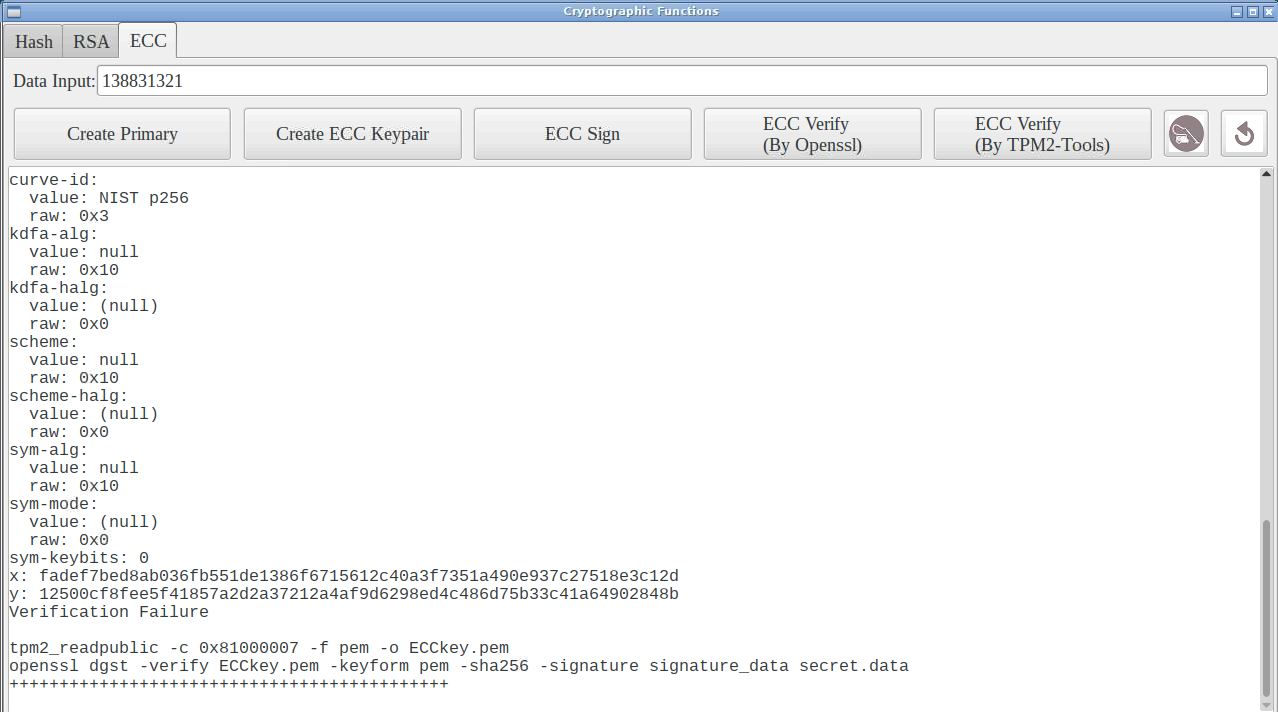 Cryptographic Functions
Hash RSA ECC
Data Input: 138831321
Create Primary
Create ECC Keypair
ECC Sign
ECC Verify
(By Openssl)
ECC Verify
(By TPM2-Tools)
curve-id:
  value: NIST p256
  raw: 0x3
kdfa-alg:
  value: null
  raw: 0x10
kdfa-halg:
  value: (null)
  raw: 0x0
scheme:
  value: null
  raw: 0x10
scheme-halg:
  value: (null)
  raw: 0x0
sym-alg:
  value: null
  raw: 0x10
sym-mode:
  value: (null)
  raw: 0x0
sym-keybits: 0
x: fadef7bed8ab036fb551de1386f6715612c40a3f7351a490e937c27518e3c12d
y: 12500cf8fee5f41857a2d2a37212a4af9d6298ed4c486d75b33c41a64902848b
Verification Failure
tpm2_readpublic -c 0x81000007 -f pem -o ECCkey.pem
openssl dgst -verify ECCkey.pem -keyform pem -sha256 -signature signature_data secret.data
++++++++++++++++++++++++++++++++++++++++++++